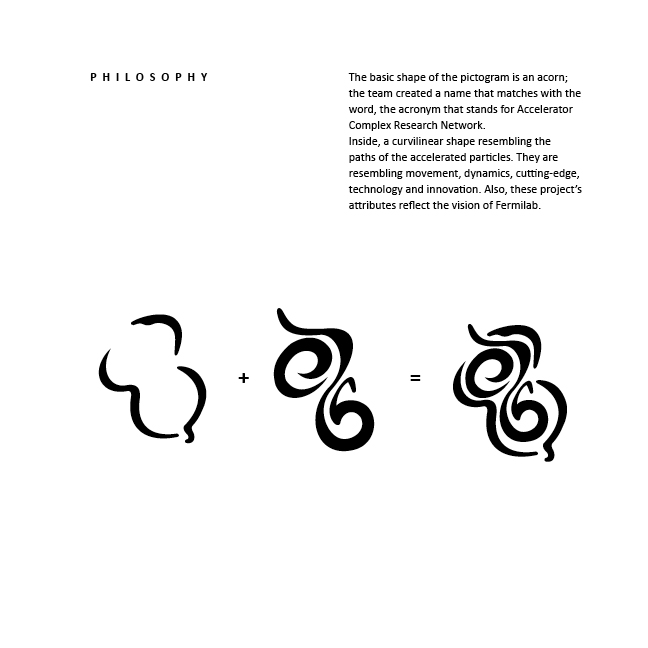 PHILOSOPHY
The basic shape of the pictogram is an acorn;
the team created a name that matches with the
word, the acronym that stands for Accelerator
Complex Research Network.
Inside, a curvilinear shape resembling the
paths of the accelerated particles. They are
resembling movement, dynamics, cutting-edge,
technology and innovation. Also, these project's
attributes reflect the vision of Fermilab.
+ =